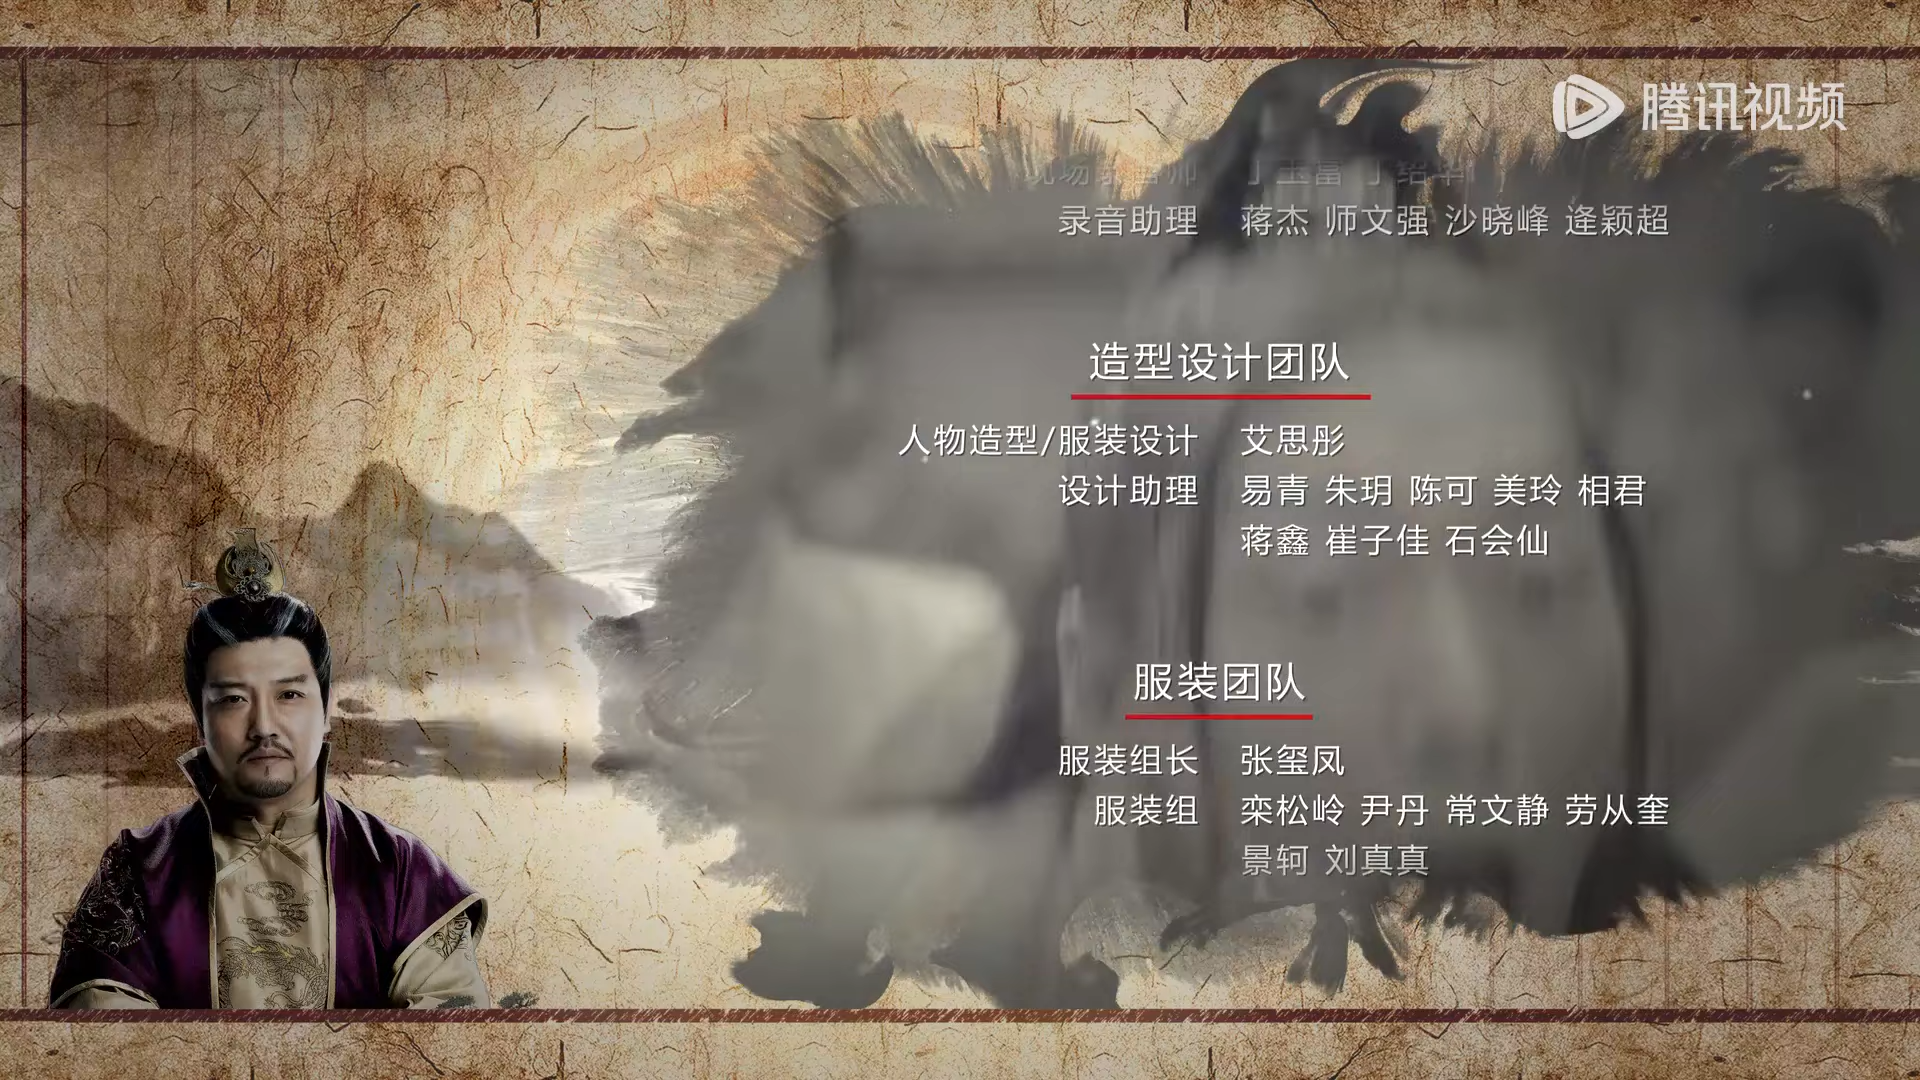 腾讯视频
录音助理 蒋杰 师文强 沙晓峰 逄颖超
造型设计团队
人物造型/服装设计 艾思彤
设计助理 易青 朱玥 陈可 美玲 相君
蒋鑫 崔子佳 石会仙
服装团队
服装组长 张玺凤
服装组 栾松岭 尹丹 常文静 劳从奎
景轲 刘真真